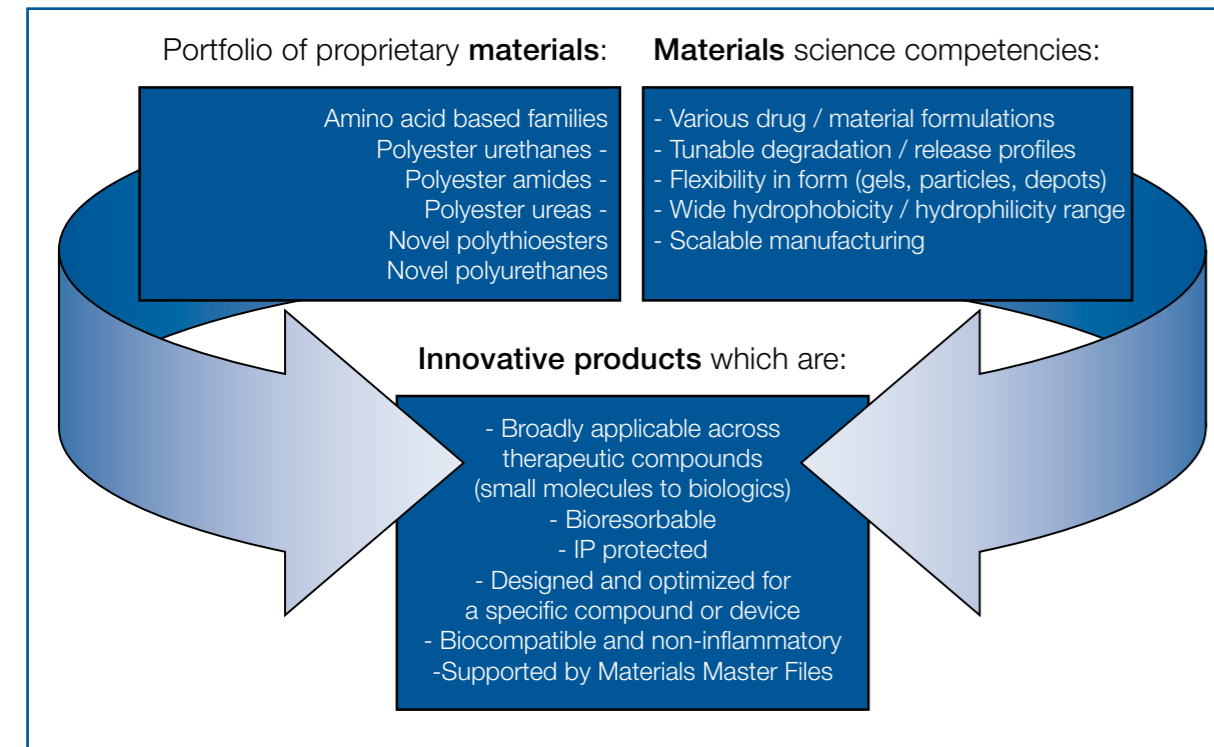 Portfolio of proprietary materials:
Amino acid based families
Polyester urethanes -
Polyester amides -
Polyester ureas -
Novel polythioesters
Novel polyurethanes
Materials science competencies:
- Various drug / material formulations
- Tunable degradation / release profiles
- Flexibility in form (gels, particles, depots)
- Wide hydrophobicity / hydrophilicity range
- Scalable manufacturing
Innovative products which are:
- Broadly applicable across
therapeutic compounds
(small molecules to biologics)
- Bioresorbable
- IP protected
- Designed and optimized for
a specific compound or device
- Biocompatible and non-inflammatory
-Supported by Materials Master Files